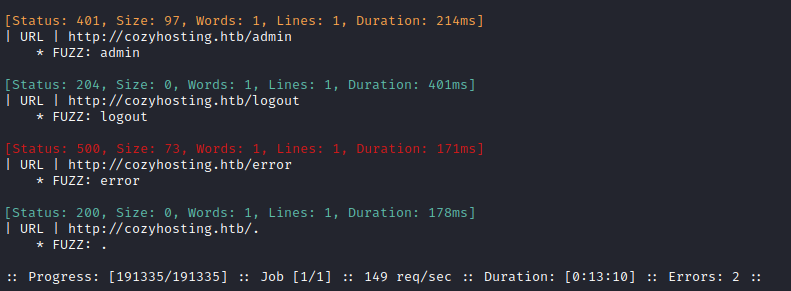 [Status: 401, Size: 97, Words: 1, Lines: 1, Duration: 214ms]
| URL | http://cozyhosting.htb/admin
* FUZZ: admin
[Status: 204, Size: 0, Words: 1, Lines: 1, Duration: 401ms]
| URL | http://cozyhosting.htb/logout
* FUZZ: logout
[Status: 500, Size: 73, Words: 1, Lines: 1, Duration: 171ms]
| URL | http://cozyhosting.htb/error
* FUZZ: error
[Status: 200, Size: 0, Words: 1, Lines: 1, Duration: 178ms]
| URL | http://cozyhosting.htb/.
* FUZZ: .
:: Progress: [191335/191335] :: Job [1/1] :: 149 req/sec :: Duration: [0:13:10] :: Errors: 2 ::